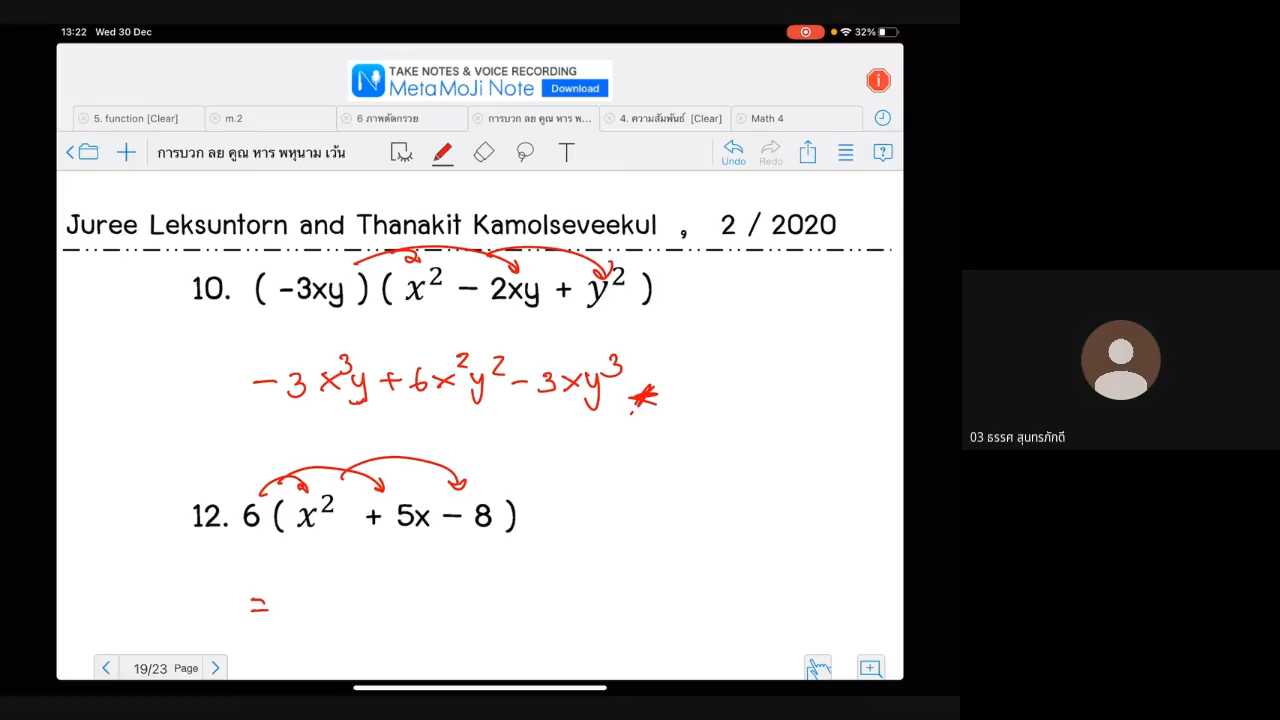 13:22 Wed 30 Dec 32%
TAKE NOTES & VOICE RECORDING
MetaMoJi Note Download
5. function [Clear] m.2 6 ภาพตัดกรวย การบวก ลย คูณ หาร พ... 4. ความสัมพันธ์ [Clear] Math 4
การบวก ลย คูณ หาร พหุนาม เว้น Undo Redo
Juree Leksuntorn and Thanakit Kamolseveekul , 2 / 2020
10. ( -3xy ) ( x² − 2xy + y² )
− 3x³y + 6x²y² − 3xy³
12. 6 ( x² + 5x − 8 )
=
19/23 Page
03 ธรรศ สุนทรภักดี